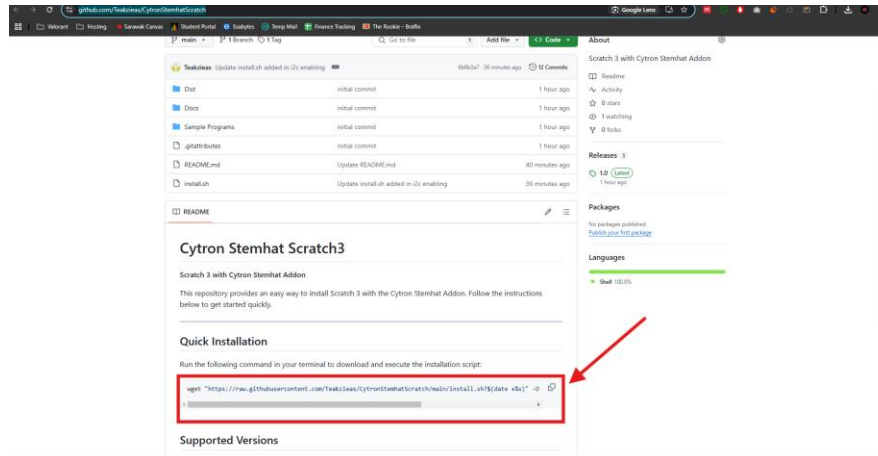 github.com/Teakzieas/CytronStemhatScratch
Google Lens
Valorant
Hosting
Sarawak Canvas
Student Portal
Exabytes
Temp Mail
Finance Tracking
The Rookie - Braflix
main
1 Branch
1 Tag
Go to file
t
Add file
Code
About
Scratch 3 with Cytron Stemhat Addon
Teakzieas Update install.sh added in i2c enabling
36 minutes ago
12 Commits
Readme
Dist
initial commit
1 hour ago
Activity
0 stars
Docs
initial commit
1 hour ago
1 watching
Sample Programs
initial commit
1 hour ago
0 forks
.gitattributes
initial commit
1 hour ago
README.md
Update README.md
40 minutes ago
Releases 1
1.0 Latest
1 hour ago
install.sh
Update install.sh added in i2c enabling
36 minutes ago
README
Packages
No packages published
Publish your first package
Cytron Stemhat Scratch3
Languages
Scratch 3 with Cytron Stemhat Addon
Shell 100.0%
This repository provides an easy way to install Scratch 3 with the Cytron Stemhat Addon. Follow the instructions
below to get started quickly.
Quick Installation
Run the following command in your terminal to download and execute the installation script:
wget "https://raw.githubusercontent.com/Teakzieas/CytronStemhatScratch/main/install.sh?$(date +%s)" -O
Supported Versions